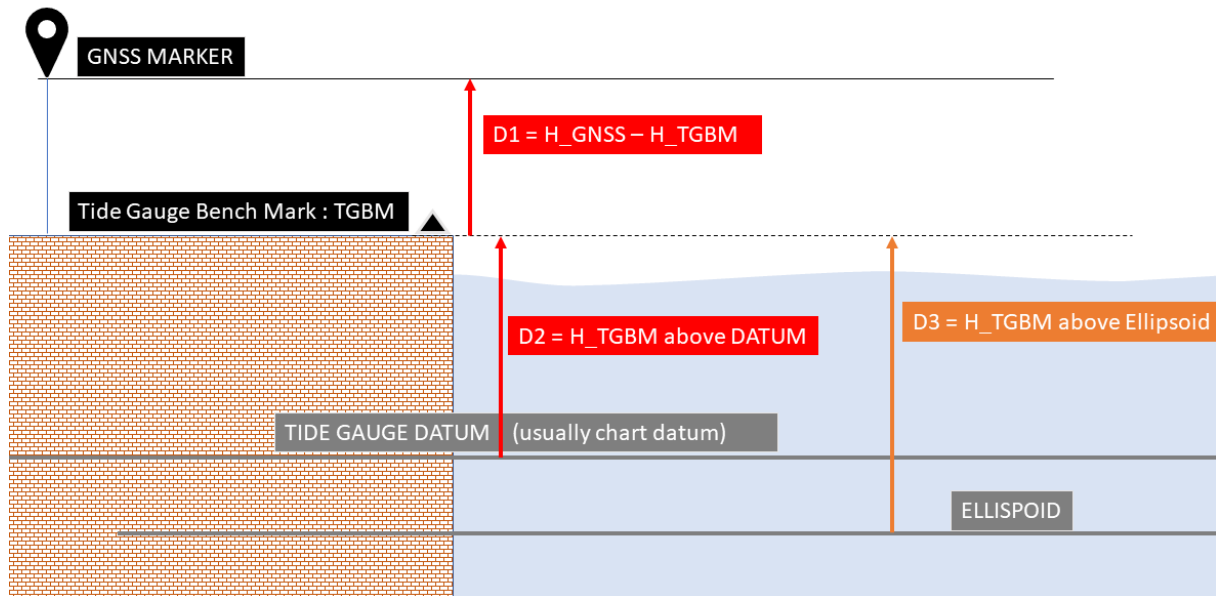 GNSS MARKER
D1 = H_GNSS – H_TGBM
Tide Gauge Bench Mark : TGBM
D2 = H_TGBM above DATUM
D3 = H_TGBM above Ellipsoid
TIDE GAUGE DATUM (usually chart datum)
ELLISPOID